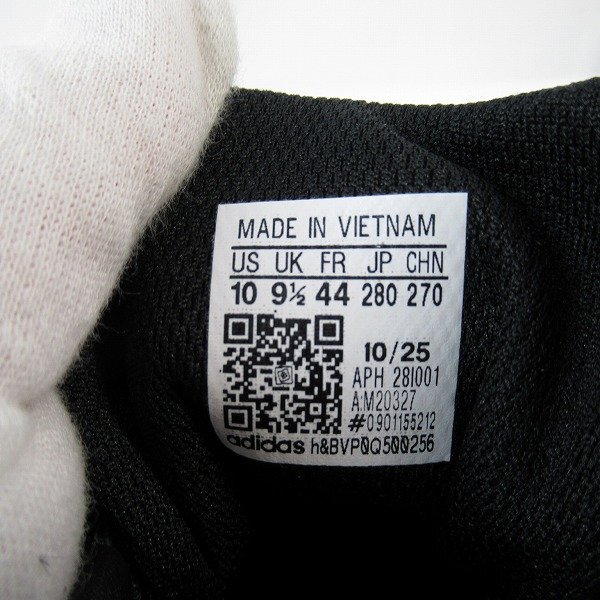 MADE IN VIETNAM
US UK FR JP CHN
10 9½ 44 280 270
10/25
APH 28I001
A:M20327
#0901155212
adidas h&BVP0Q500256